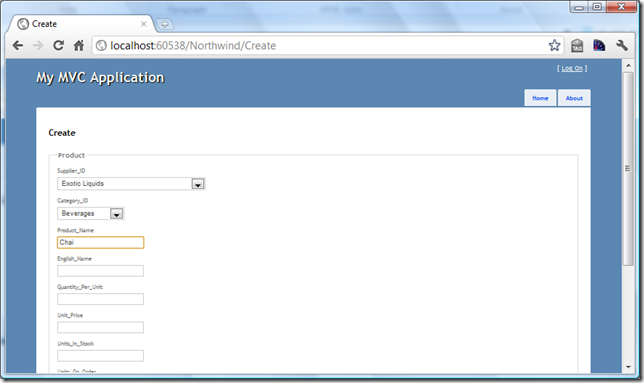 Create
localhost:60538/Northwind/Create
My MVC Application
[ Log On ]
Home
About
Create
Product
Supplier_ID
Exotic Liquids
Category_ID
Beverages
Product_Name
Chai
English_Name
Quantity_Per_Unit
Unit_Price
Units_In_Stock
Units_On_Order